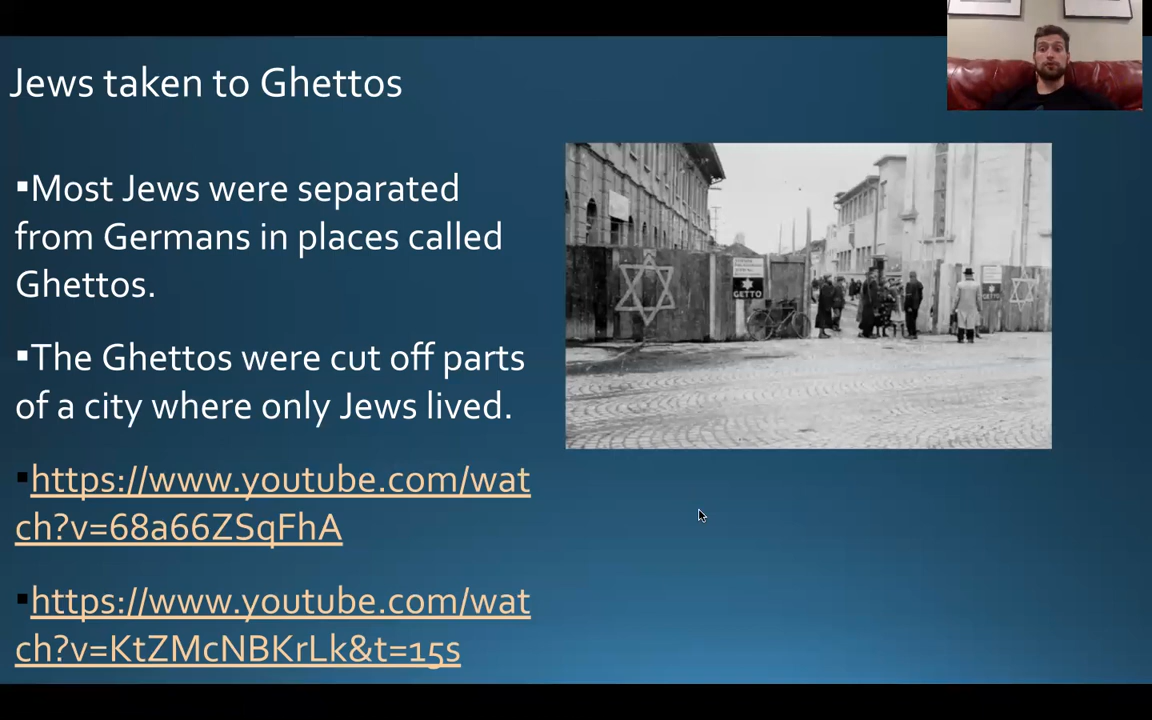 Jews taken to Ghettos
▪Most Jews were separated
from Germans in places called
Ghettos.
▪The Ghettos were cut off parts
of a city where only Jews lived.
▪https://www.youtube.com/wat
ch?v=68a66ZSqFhA
▪https://www.youtube.com/wat
ch?v=KtZMcNBKrLk&t=15s
GETTO
GETTO